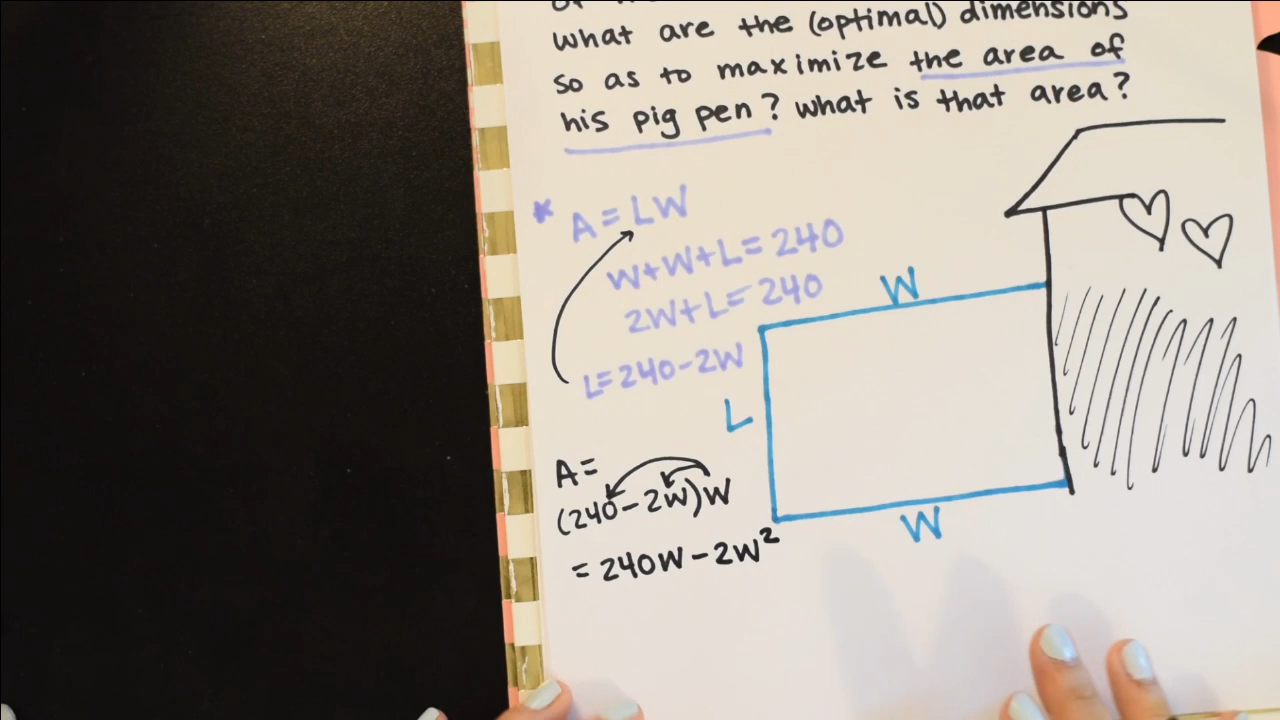 what are the (optimal) dimensions
so as to maximize the area of
his pig pen? what is that area?
* A = LW
W+W+L=240
2W+L=240
L=240-2W
W
L
W
A=
(240-2W)W
= 240W-2W²